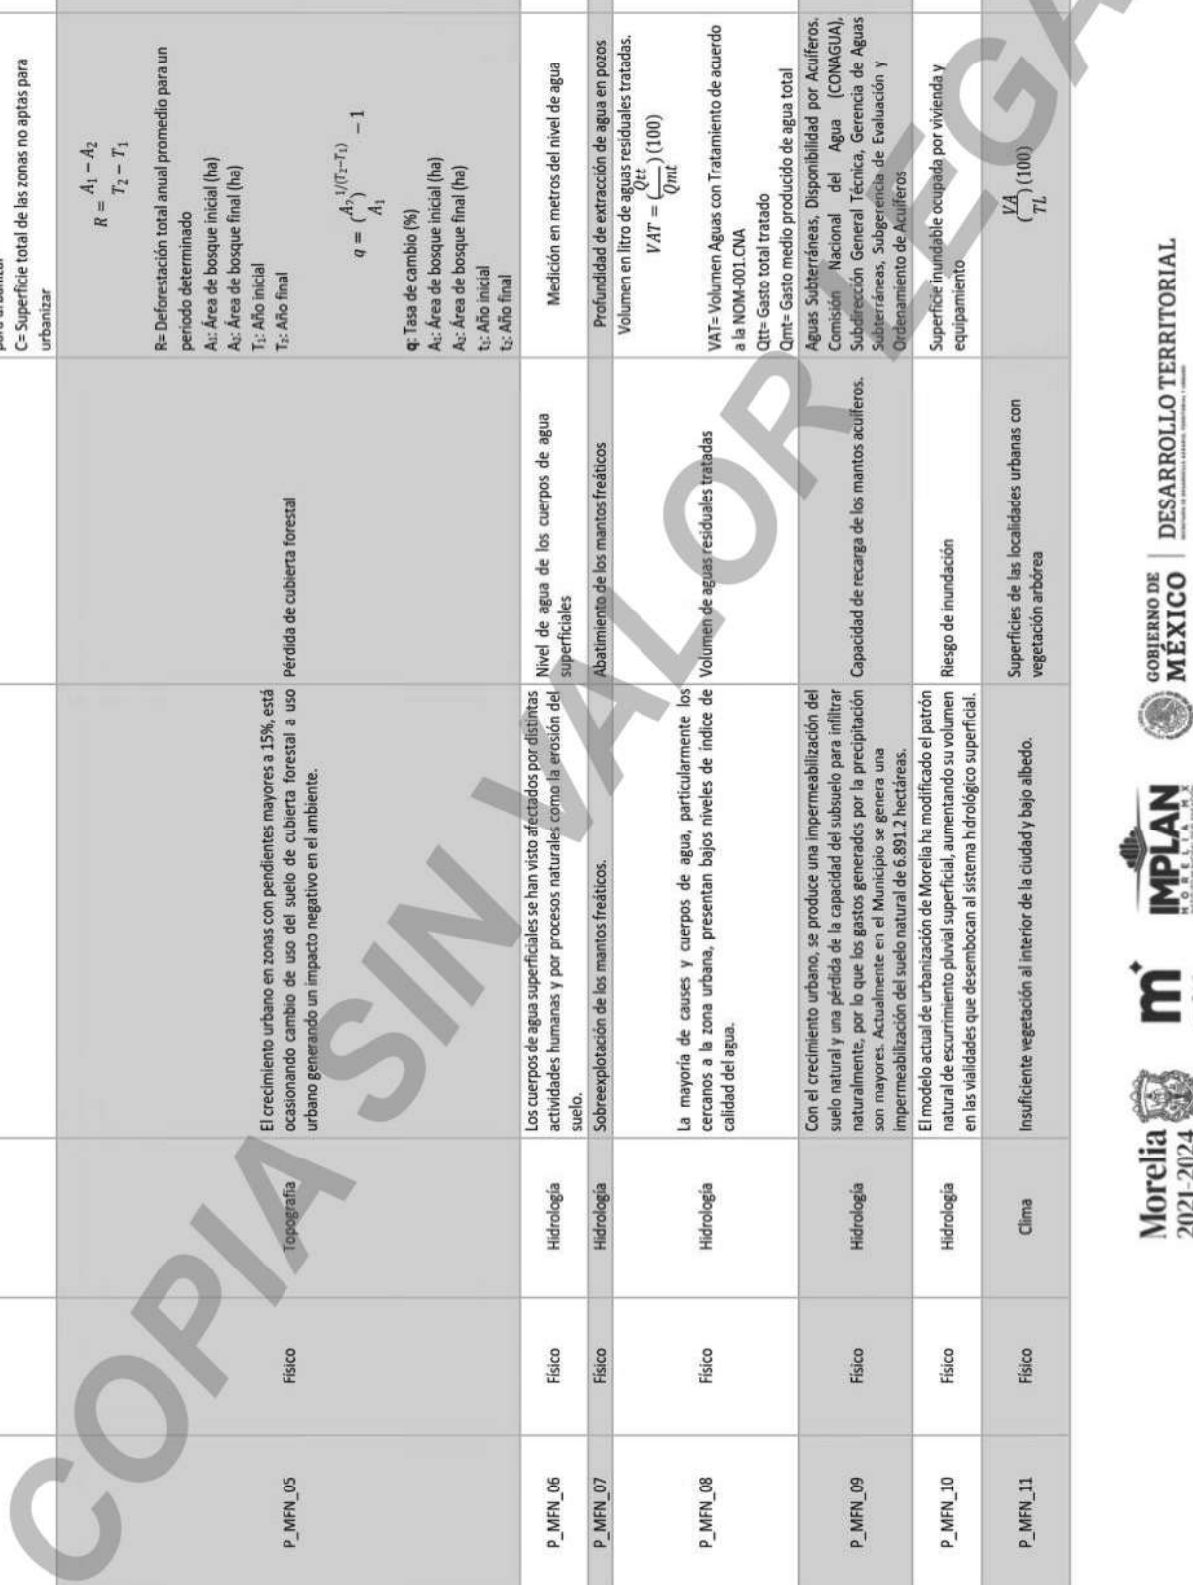 C= Superficie total de las zonas no aptas para
urbanizar
P_MFN_05
Físico
Topografía
El crecimiento urbano en zonas con pendientes mayores a 15%, está
ocasionando cambio de uso del suelo de cubierta forestal a uso
urbano generando un impacto negativo en el ambiente.
Pérdida de cubierta forestal
R = A₁ − A₂ / T₂ − T₁
R= Deforestación total anual promedio para un
periodo determinado
A₁: Área de bosque inicial (ha)
A₂: Área de bosque final (ha)
T₁: Año inicial
T₂: Año final
q = (A₂ / A₁)^1/(T₂−T₁) − 1
q: Tasa de cambio (%)
A₁: Área de bosque inicial (ha)
A₂: Área de bosque final (ha)
t₁: Año inicial
t₂: Año final
P_MFN_06
Físico
Hidrología
Los cuerpos de agua superficiales se han visto afectados por distintas
actividades humanas y por procesos naturales como la erosión del
suelo.
Nivel de agua de los cuerpos de agua
superficiales
Medición en metros del nivel de agua
P_MFN_07
Físico
Hidrología
Sobreexplotación de los mantos freáticos.
Abatimiento de los mantos freáticos
Profundidad de extracción de agua en pozos
P_MFN_08
Físico
Hidrología
La mayoría de causes y cuerpos de agua, particularmente los
cercanos a la zona urbana, presentan bajos niveles de índice de
calidad del agua.
Volumen de aguas residuales tratadas
Volumen en litro de aguas residuales tratadas.
VAT = (Qtt / Qmt) (100)
VAT= Volumen Aguas con Tratamiento de acuerdo
a la NOM-001.CNA
Qtt= Gasto total tratado
Qmt= Gasto medio producido de agua total
P_MFN_09
Físico
Hidrología
Con el crecimiento urbano, se produce una impermeabilización del
suelo natural y una pérdida de la capacidad del subsuelo para infiltrar
naturalmente, por lo que los gastos generados por la precipitación
son mayores. Actualmente en el Municipio se genera una
impermeabilización del suelo natural de 6.891.2 hectáreas.
Capacidad de recarga de los mantos acuíferos.
Aguas Subterráneas, Disponibilidad por Acuíferos.
Comisión Nacional del Agua (CONAGUA),
Subdirección General Técnica, Gerencia de Aguas
Subterráneas, Subgerencia de Evaluación y
Ordenamiento de Acuíferos
P_MFN_10
Físico
Hidrología
El modelo actual de urbanización de Morelia ha modificado el patrón
natural de escurrimiento pluvial superficial, aumentando su volumen
en las vialidades que desembocan al sistema hidrológico superficial.
Riesgo de inundación
Superficie inundable ocupada por vivienda y
equipamiento
P_MFN_11
Físico
Clima
Insuficiente vegetación al interior de la ciudad y bajo albedo.
Superficies de las localidades urbanas con
vegetación arbórea
(VA / TL) (100)
COPIA SIN VALOR LEGA
Morelia
2021-2024
m
IMPLAN
MORELIA MX
GOBIERNO DE
MÉXICO
DESARROLLO TERRITORIAL